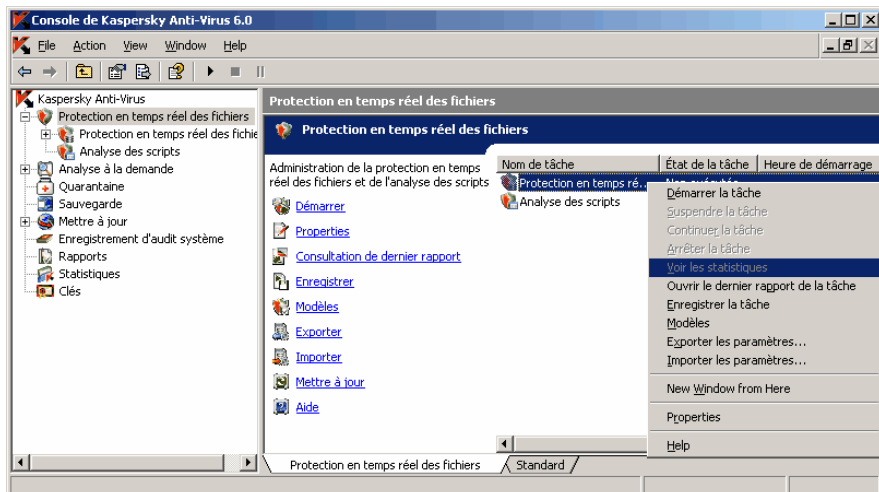 Console de Kaspersky Anti-Virus 6.0
File Action View Window Help
Kaspersky Anti-Virus
Protection en temps réel des fichiers
Protection en temps réel des fichie
Analyse des scripts
Analyse à la demande
Quarantaine
Sauvegarde
Mettre à jour
Enregistrement d'audit système
Rapports
Statistiques
Clés
Protection en temps réel des fichiers
Protection en temps réel des fichiers
Administration de la protection en temps
réel des fichiers et de l'analyse des scripts
Démarrer
Properties
Consultation de dernier rapport
Enregistrer
Modèles
Exporter
Importer
Mettre à jour
Aide
Nom de tâche État de la tâche Heure de démarrage
Protection en temps ré...
Analyse des scripts
Démarrer la tâche
Suspendre la tâche
Continuer la tâche
Arrêter la tâche
Voir les statistiques
Ouvrir le dernier rapport de la tâche
Enregistrer la tâche
Modèles
Exporter les paramètres...
Importer les paramètres...
New Window from Here
Properties
Help
Protection en temps réel des fichiers Standard